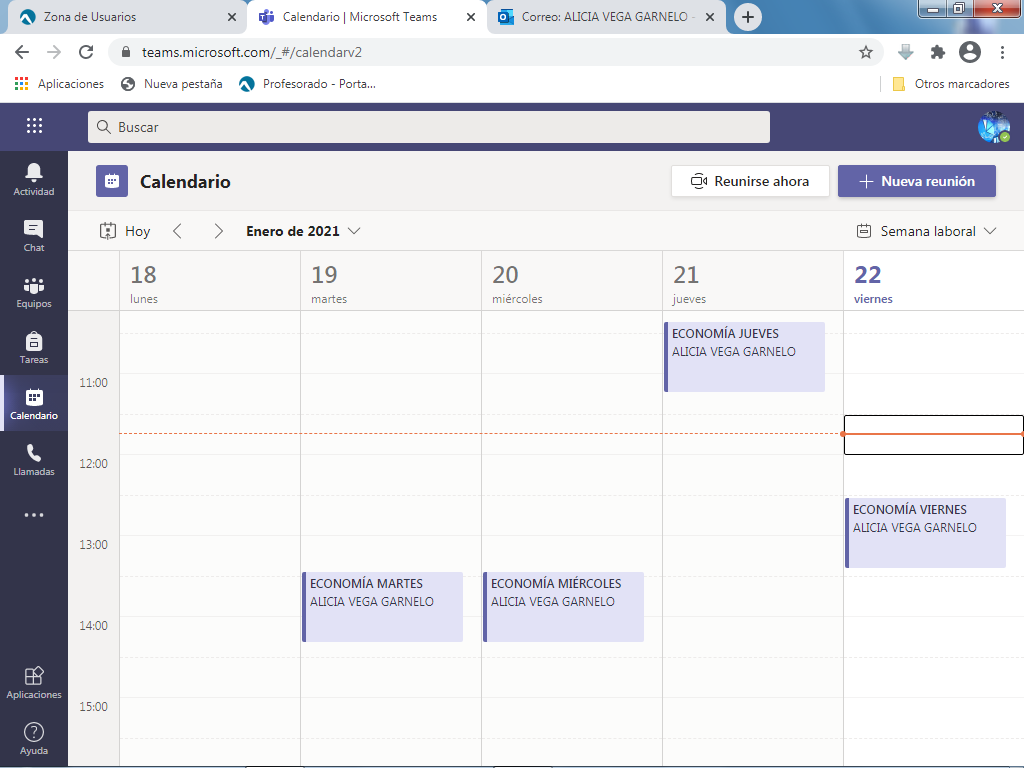 Zona de Usuarios
Calendario | Microsoft Teams
Correo: ALICIA VEGA GARNELO -
teams.microsoft.com/_#/calendarv2
Aplicaciones
Nueva pestaña
Profesorado - Porta...
Otros marcadores
Buscar
Actividad
Chat
Equipos
Tareas
Calendario
Llamadas
Aplicaciones
Ayuda
Calendario
Reunirse ahora
Nueva reunión
Hoy
Enero de 2021
Semana laboral
18
lunes
19
martes
20
miércoles
21
jueves
22
viernes
11:00
12:00
13:00
14:00
15:00
ECONOMÍA JUEVES
ALICIA VEGA GARNELO
ECONOMÍA VIERNES
ALICIA VEGA GARNELO
ECONOMÍA MARTES
ALICIA VEGA GARNELO
ECONOMÍA MIÉRCOLES
ALICIA VEGA GARNELO